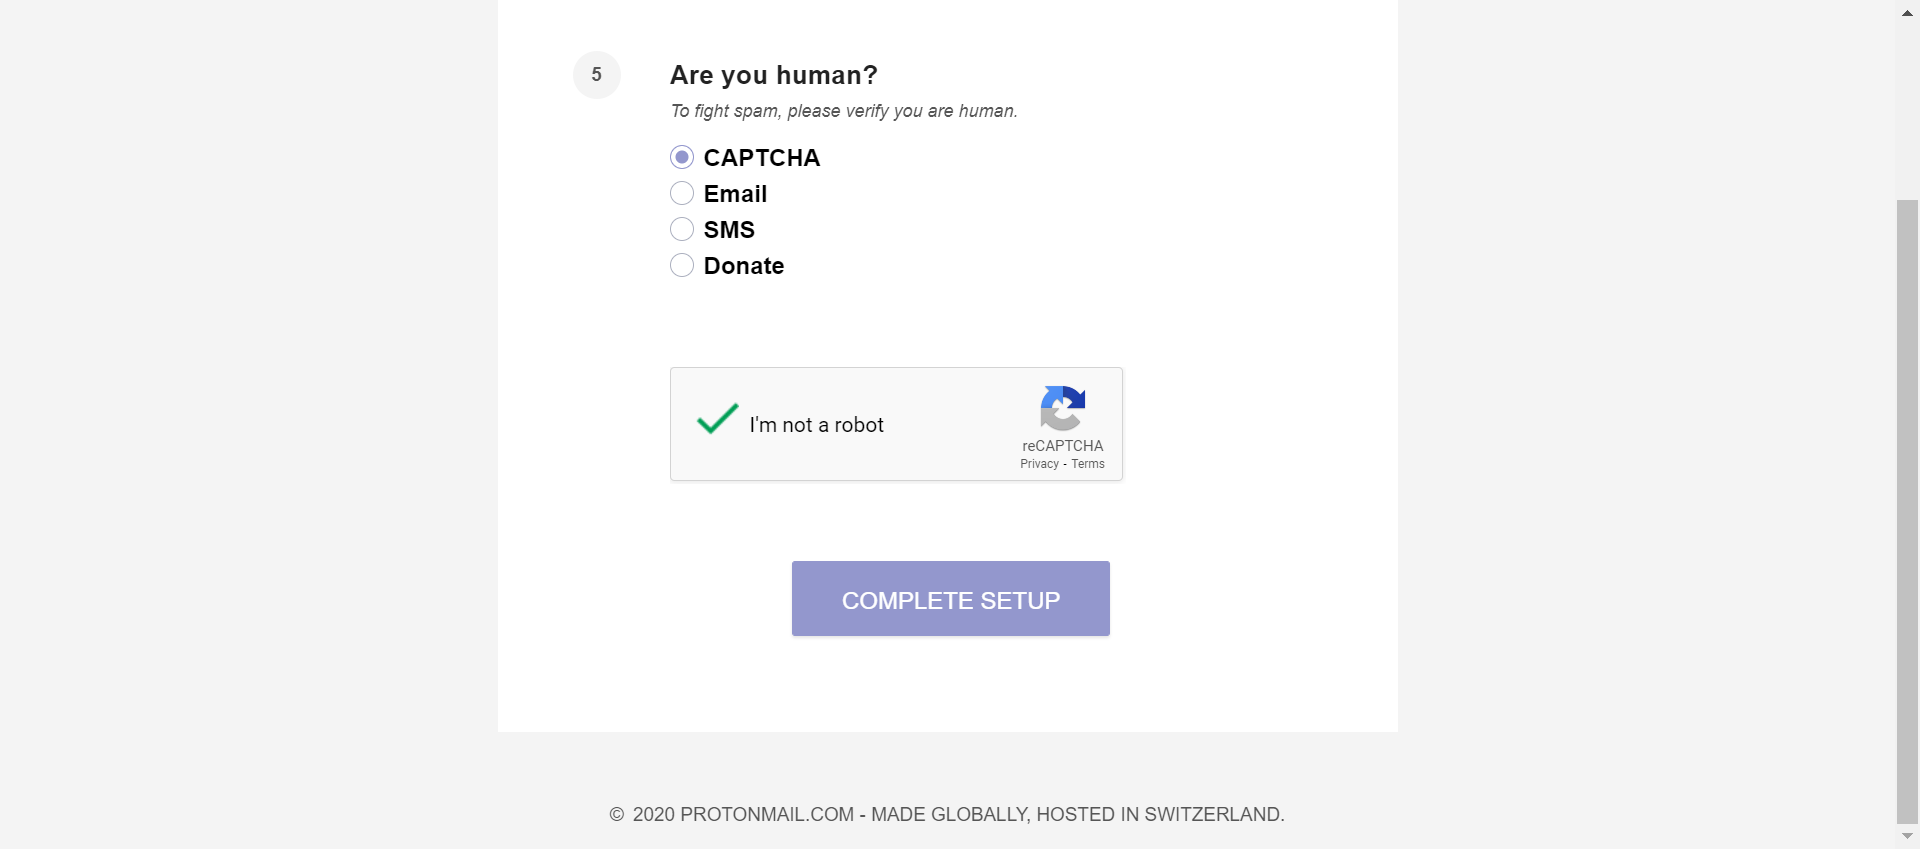 5
Are you human?
To fight spam, please verify you are human.
CAPTCHA
Email
SMS
Donate
I'm not a robot
reCAPTCHA
Privacy - Terms
COMPLETE SETUP
© 2020 PROTONMAIL.COM - MADE GLOBALLY, HOSTED IN SWITZERLAND.